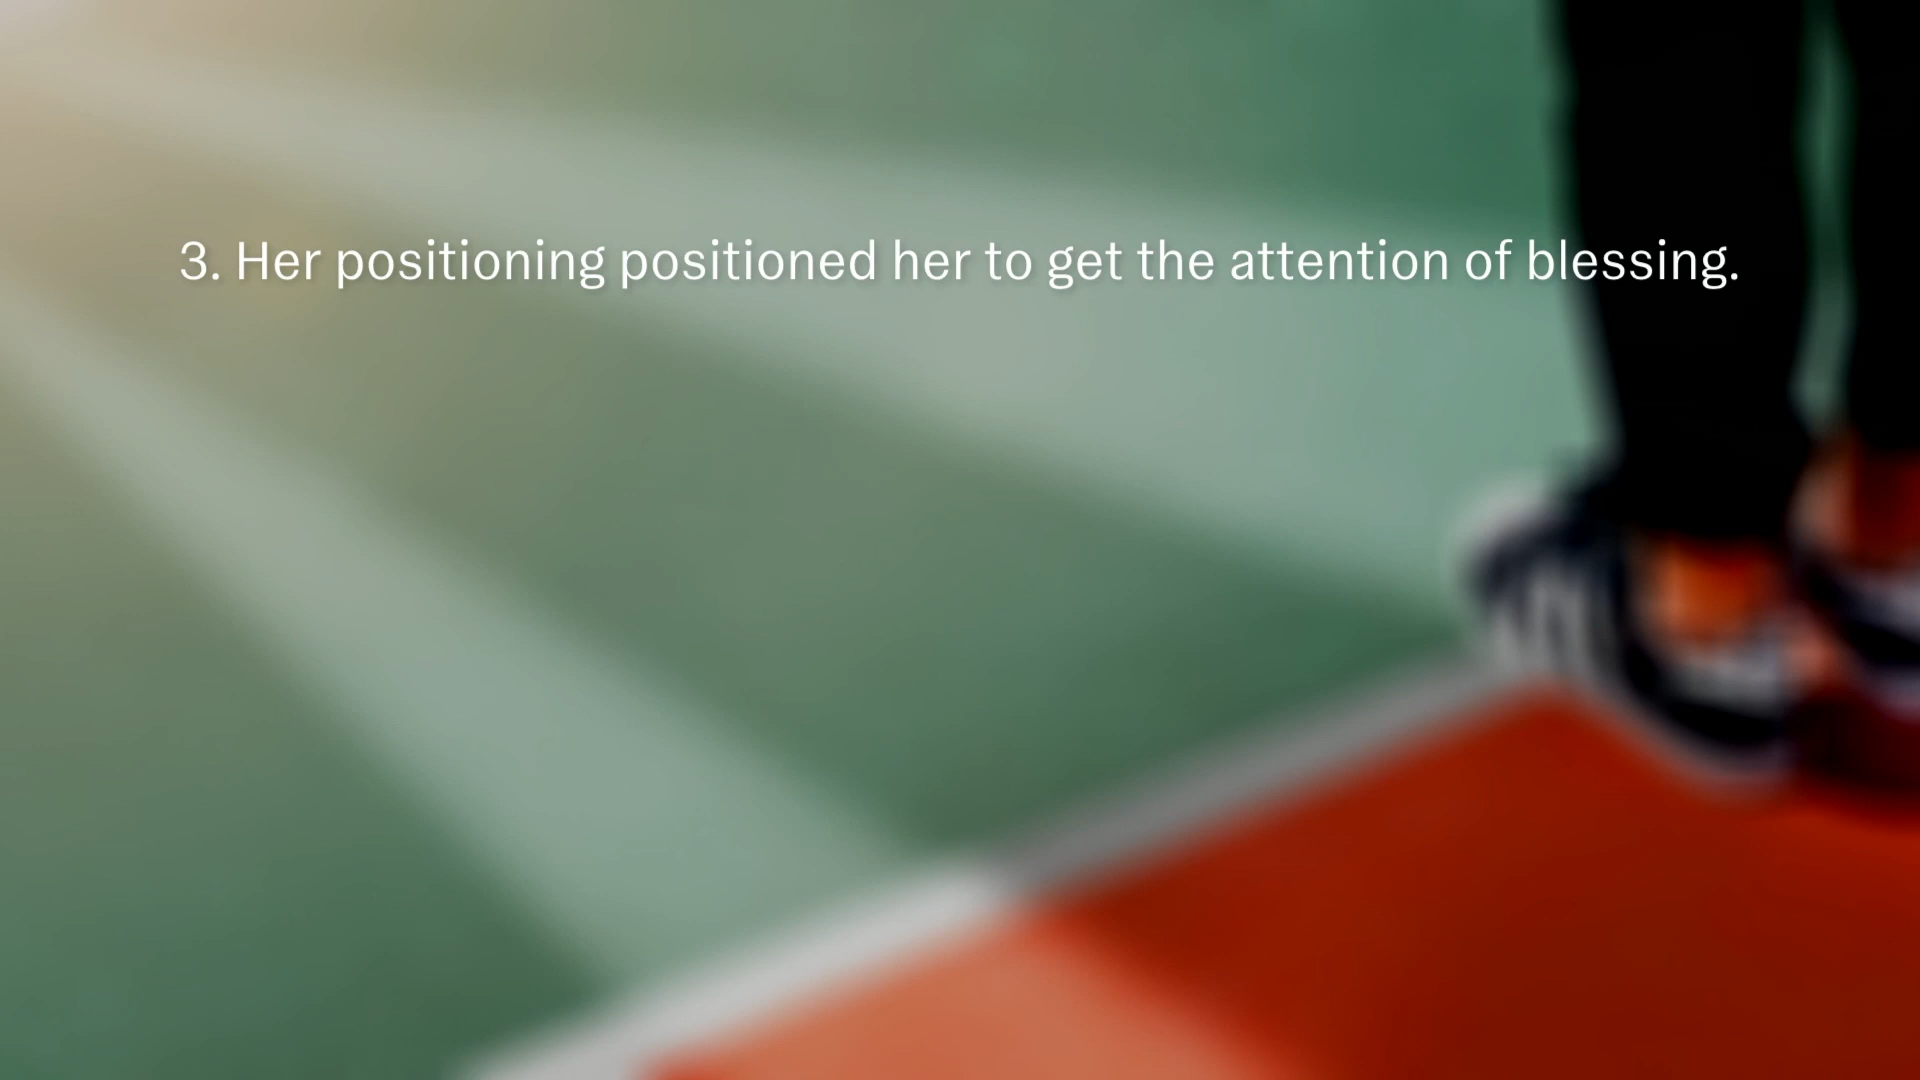 3. Her positioning positioned her to get the attention of blessing.